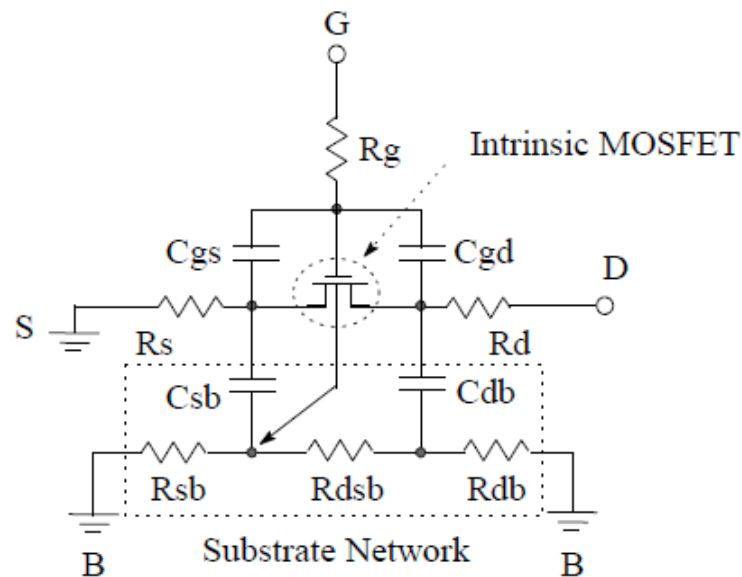 G
Rg
Intrinsic MOSFET
Cgs
Cgd
D
S
Rs
Rd
Csb
Cdb
Rsb
Rdsb
Rdb
B
Substrate Network
B